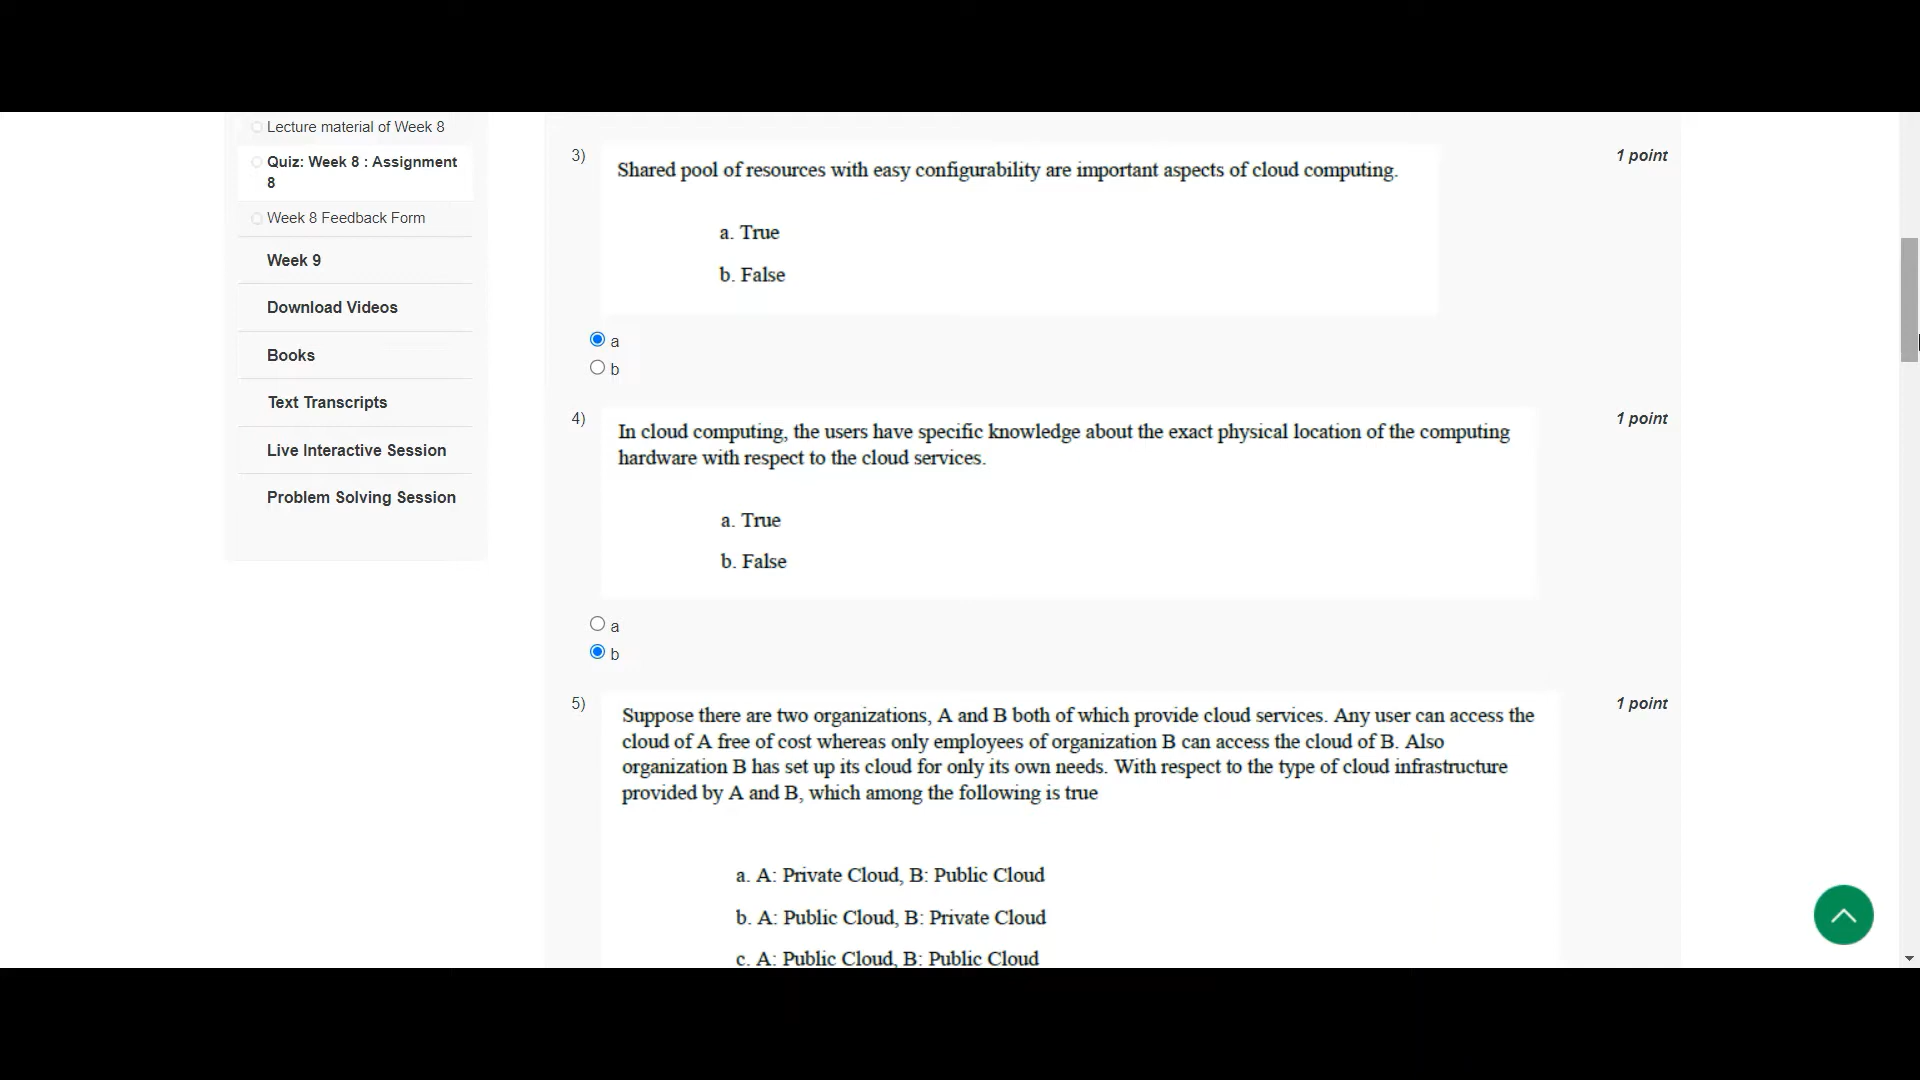 Lecture material of Week 8
Quiz: Week 8 : Assignment
8
Week 8 Feedback Form
Week 9
Download Videos
Books
Text Transcripts
Live Interactive Session
Problem Solving Session
3)
1 point
Shared pool of resources with easy configurability are important aspects of cloud computing.
a. True
b. False
a
b
4)
1 point
In cloud computing, the users have specific knowledge about the exact physical location of the computing
hardware with respect to the cloud services.
a. True
b. False
a
b
5)
1 point
Suppose there are two organizations, A and B both of which provide cloud services. Any user can access the
cloud of A free of cost whereas only employees of organization B can access the cloud of B. Also
organization B has set up its cloud for only its own needs. With respect to the type of cloud infrastructure
provided by A and B, which among the following is true
a. A: Private Cloud, B: Public Cloud
b. A: Public Cloud, B: Private Cloud
c. A: Public Cloud, B: Public Cloud